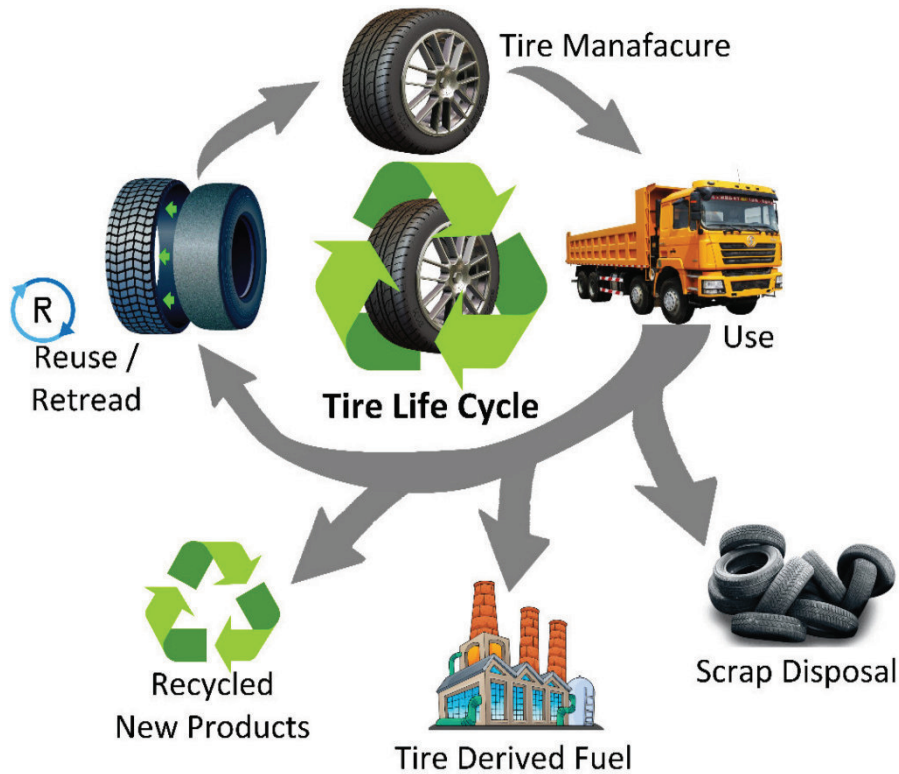 Tire Manafacure
Use
R
Reuse /
Retread
Tire Life Cycle
Recycled
New Products
Tire Derived Fuel
Scrap Disposal